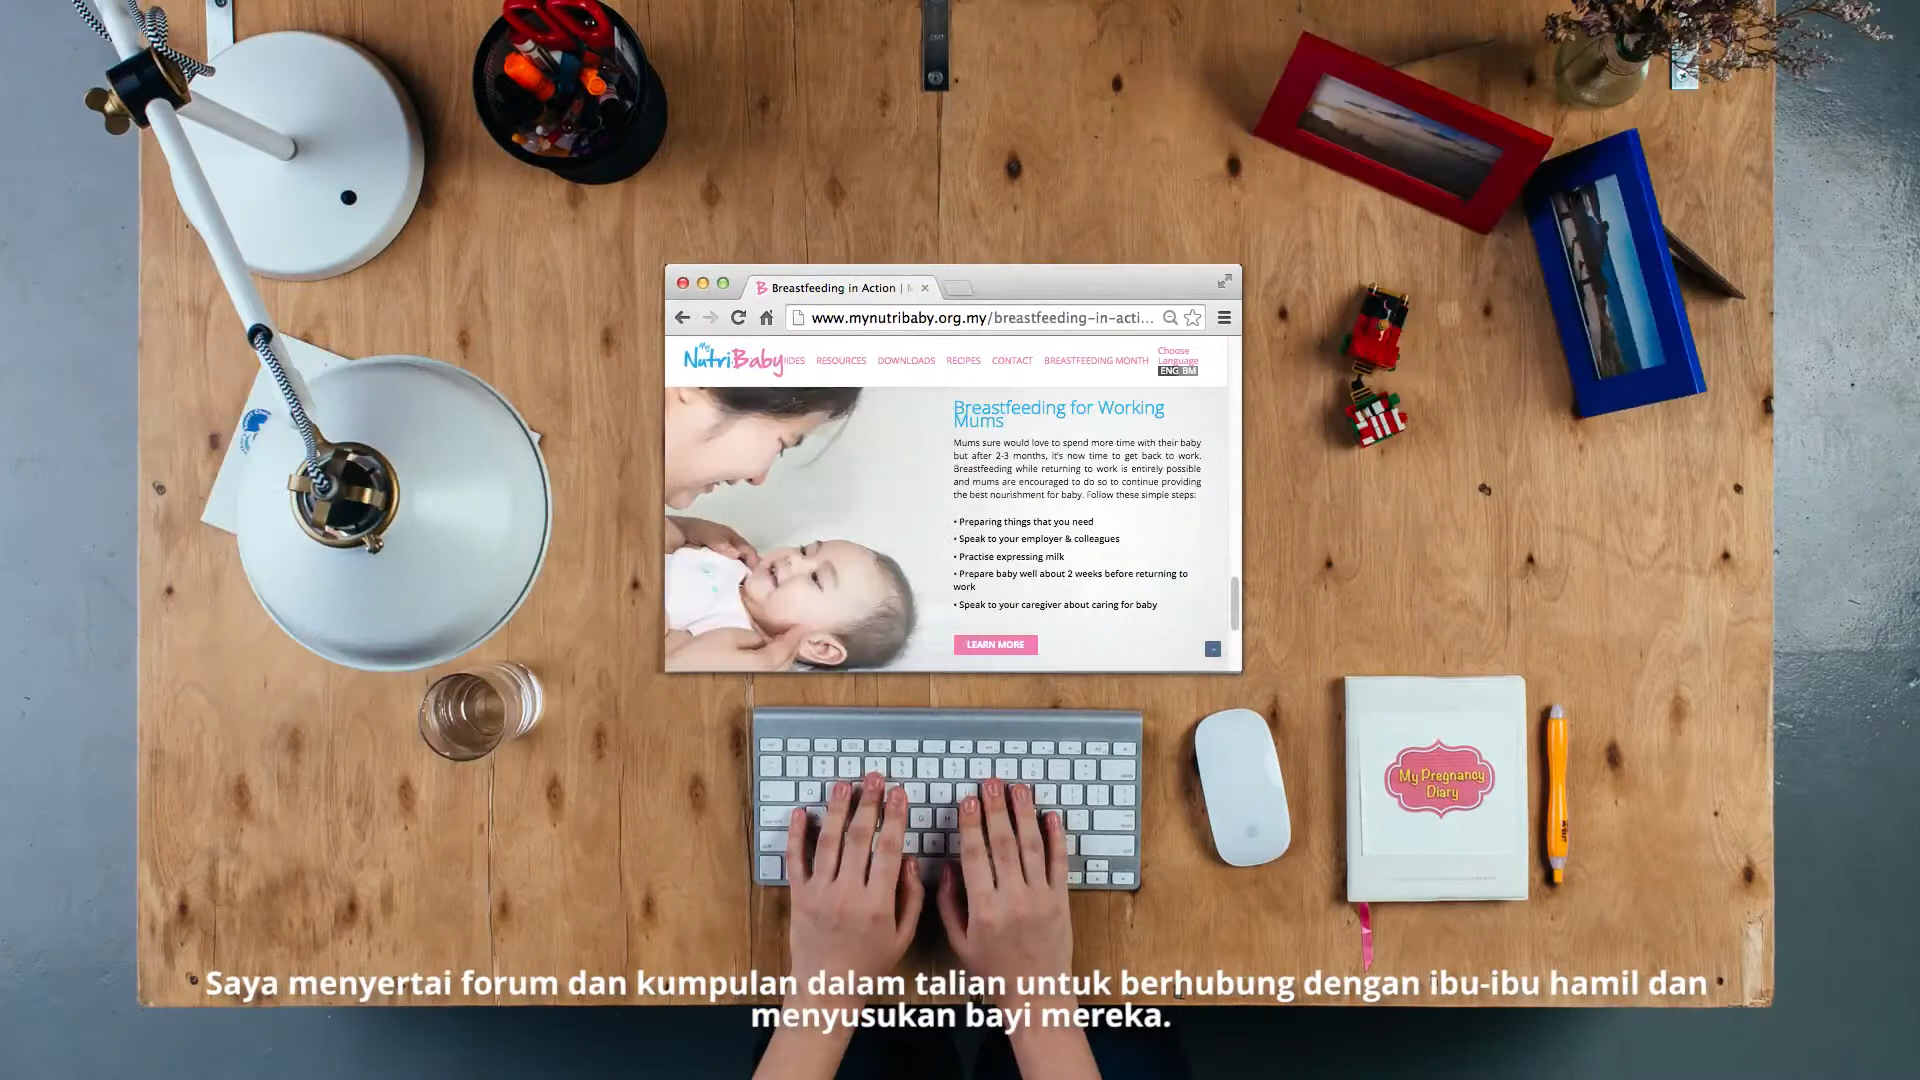 Breastfeeding in Action |
www.mynutribaby.org.my/breastfeeding-in-acti...
My NutriBaby
IDES RESOURCES DOWNLOADS RECIPES CONTACT BREASTFEEDING MONTH
Choose
Language
ENG BM
Breastfeeding for Working
Mums
Mums sure would love to spend more time with their baby
but after 2-3 months, it's now time to get back to work.
Breastfeeding while returning to work is entirely possible
and mums are encouraged to do so to continue providing
the best nourishment for baby. Follow these simple steps:
• Preparing things that you need
• Speak to your employer & colleagues
• Practise expressing milk
• Prepare baby well about 2 weeks before returning to
work
• Speak to your caregiver about caring for baby
LEARN MORE
My Pregnancy
Diary
Saya menyertai forum dan kumpulan dalam talian untuk berhubung dengan ibu-ibu hamil dan
menyusukan bayi mereka.